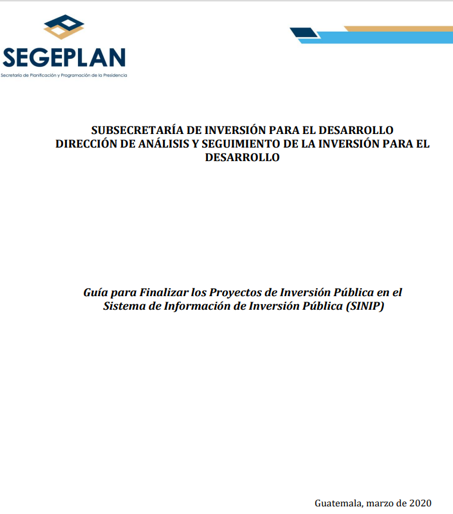 SEGEPLAN
Secretaría de Planificación y Programación de la Presidencia
SUBSECRETARÍA DE INVERSIÓN PARA EL DESARROLLO
DIRECCIÓN DE ANÁLISIS Y SEGUIMIENTO DE LA INVERSIÓN PARA EL
DESARROLLO
Guía para Finalizar los Proyectos de Inversión Pública en el
Sistema de Información de Inversión Pública (SINIP)
Guatemala, marzo de 2020